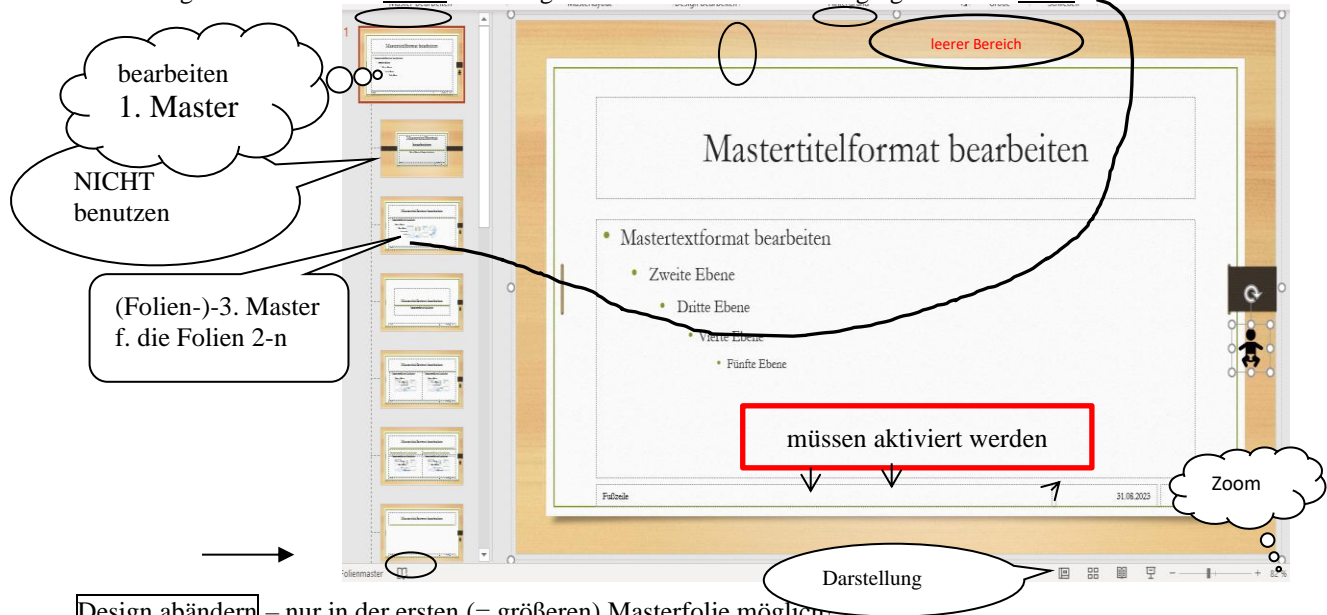 leerer Bereich
1
bearbeiten
1. Master
NICHT
benutzen
(Folien-)-3. Master
f. die Folien 2-n
Mastertitelformat bearbeiten
• Mastertextformat bearbeiten
• Zweite Ebene
• Dritte Ebene
• Vierte Ebene
• Fünfte Ebene
müssen aktiviert werden
Fußzeile
31.08.2023
Zoom
Folienmaster
Darstellung
82 %
Design abändern – nur in der ersten (= größeren) Masterfolie möglich